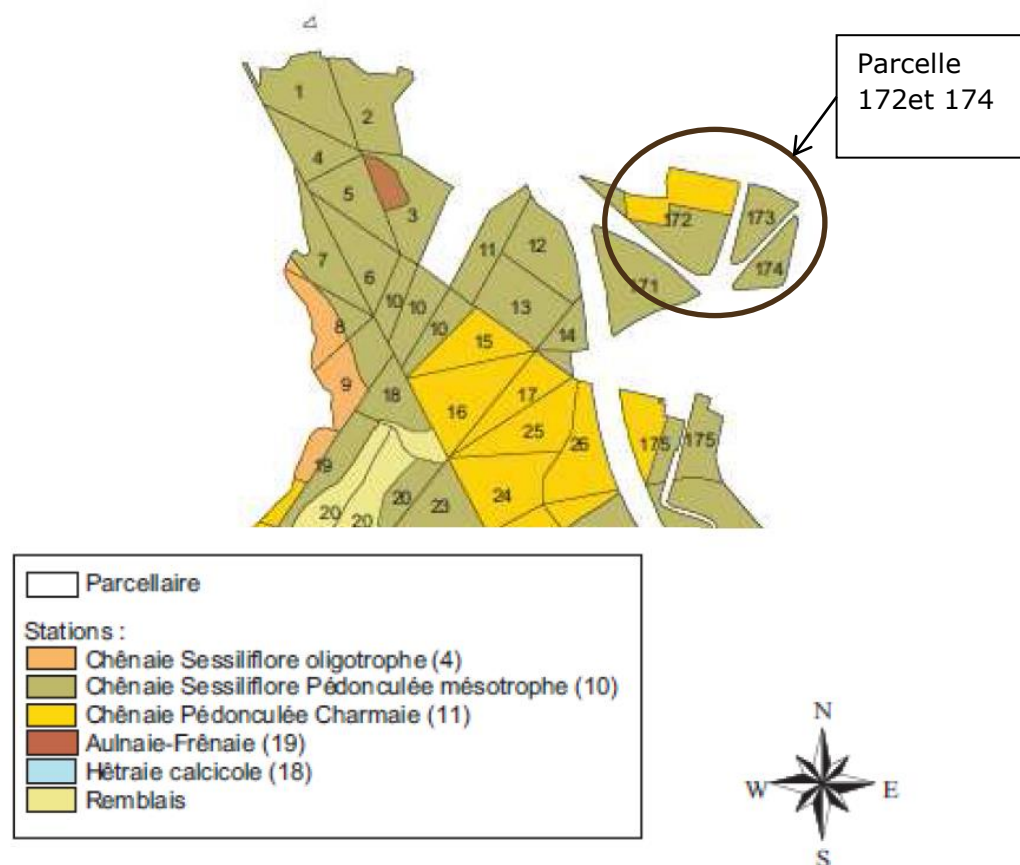 Parcelle
172et 174
1
2
4
5
3
7
6
8
9
10
10
10
11
12
13
14
15
16
17
18
19
20
20
20
23
24
25
26
171
172
173
174
175
175
Parcellaire
Stations :
Chênaie Sessiliflore oligotrophe (4)
Chênaie Sessiliflore Pédonculée mésotrophe (10)
Chênaie Pédonculée Charmaie (11)
Aulnaie-Frênaie (19)
Hêtraie calcicole (18)
Remblais
N
W
E
S